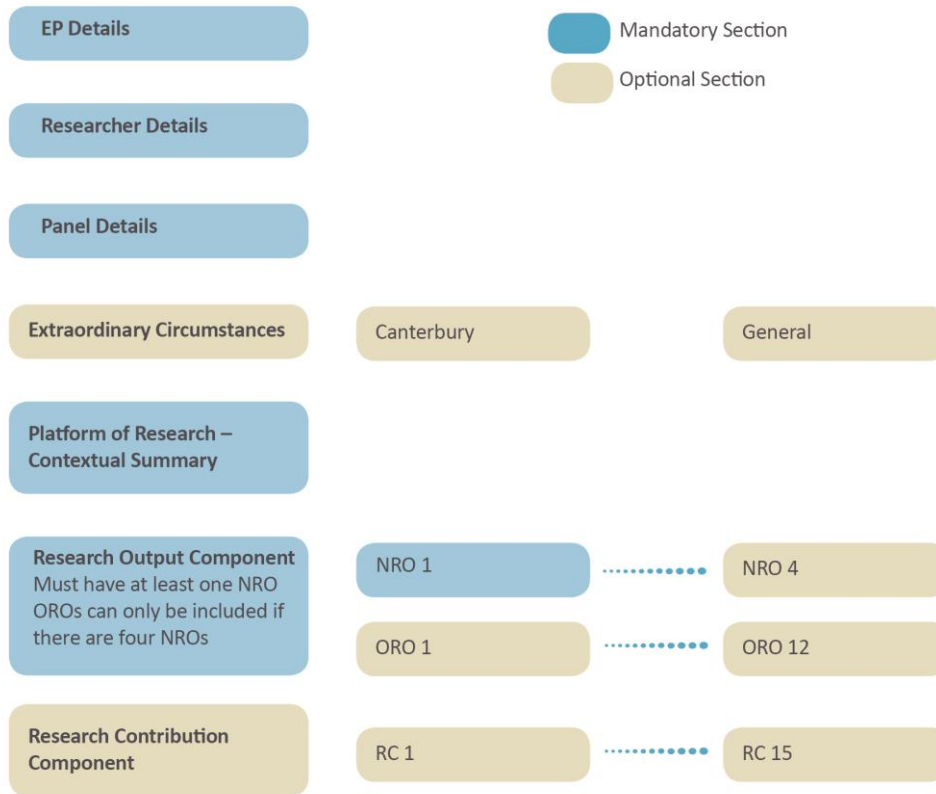 EP Details
Mandatory Section
Optional Section
Researcher Details
Panel Details
Extraordinary Circumstances
Canterbury
General
Platform of Research –
Contextual Summary
Research Output Component
Must have at least one NRO
OROs can only be included if
there are four NROs
NRO 1
NRO 4
ORO 1
ORO 12
Research Contribution
Component
RC 1
RC 15